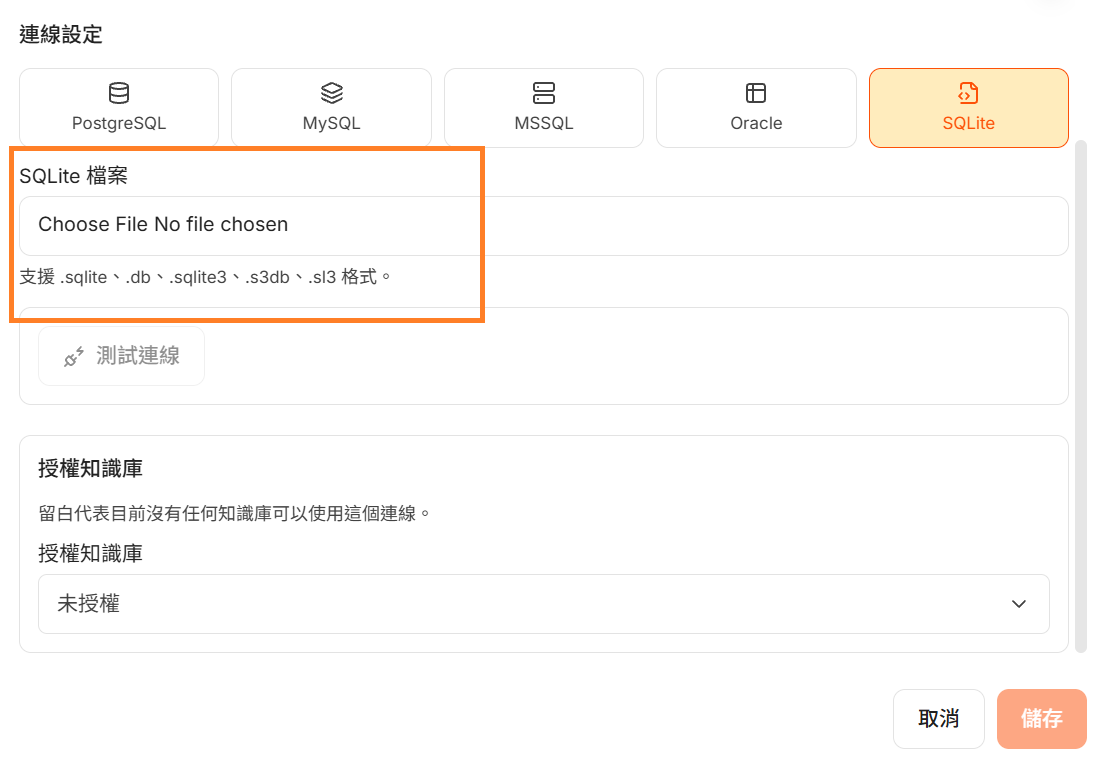 連線設定
PostgreSQL
MySQL
MSSQL
Oracle
SQLite
SQLite 檔案
Choose File No file chosen
支援 .sqlite、.db、.sqlite3、.s3db、.sl3 格式。
測試連線
授權知識庫
留白代表目前沒有任何知識庫可以使用這個連線。
授權知識庫
未授權
取消
儲存